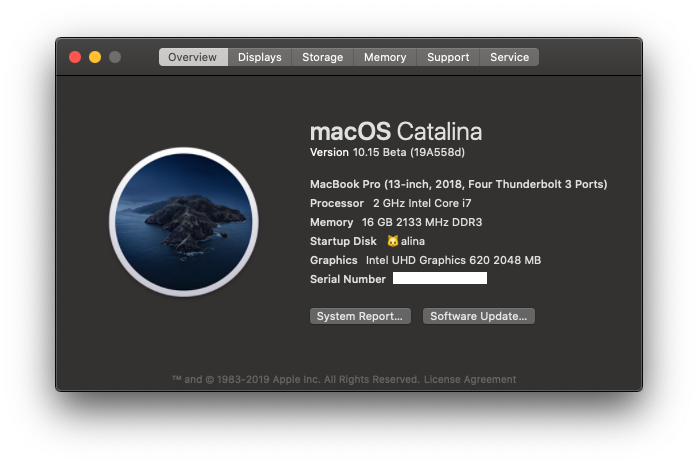 Overview Displays Storage Memory Support Service
macOS Catalina
Version 10.15 Beta (19A558d)
MacBook Pro (13-inch, 2018, Four Thunderbolt 3 Ports)
Processor 2 GHz Intel Core i7
Memory 16 GB 2133 MHz DDR3
Startup Disk 🐱alina
Graphics Intel UHD Graphics 620 2048 MB
Serial Number
System Report... Software Update...
™ and © 1983-2019 Apple Inc. All Rights Reserved. License Agreement